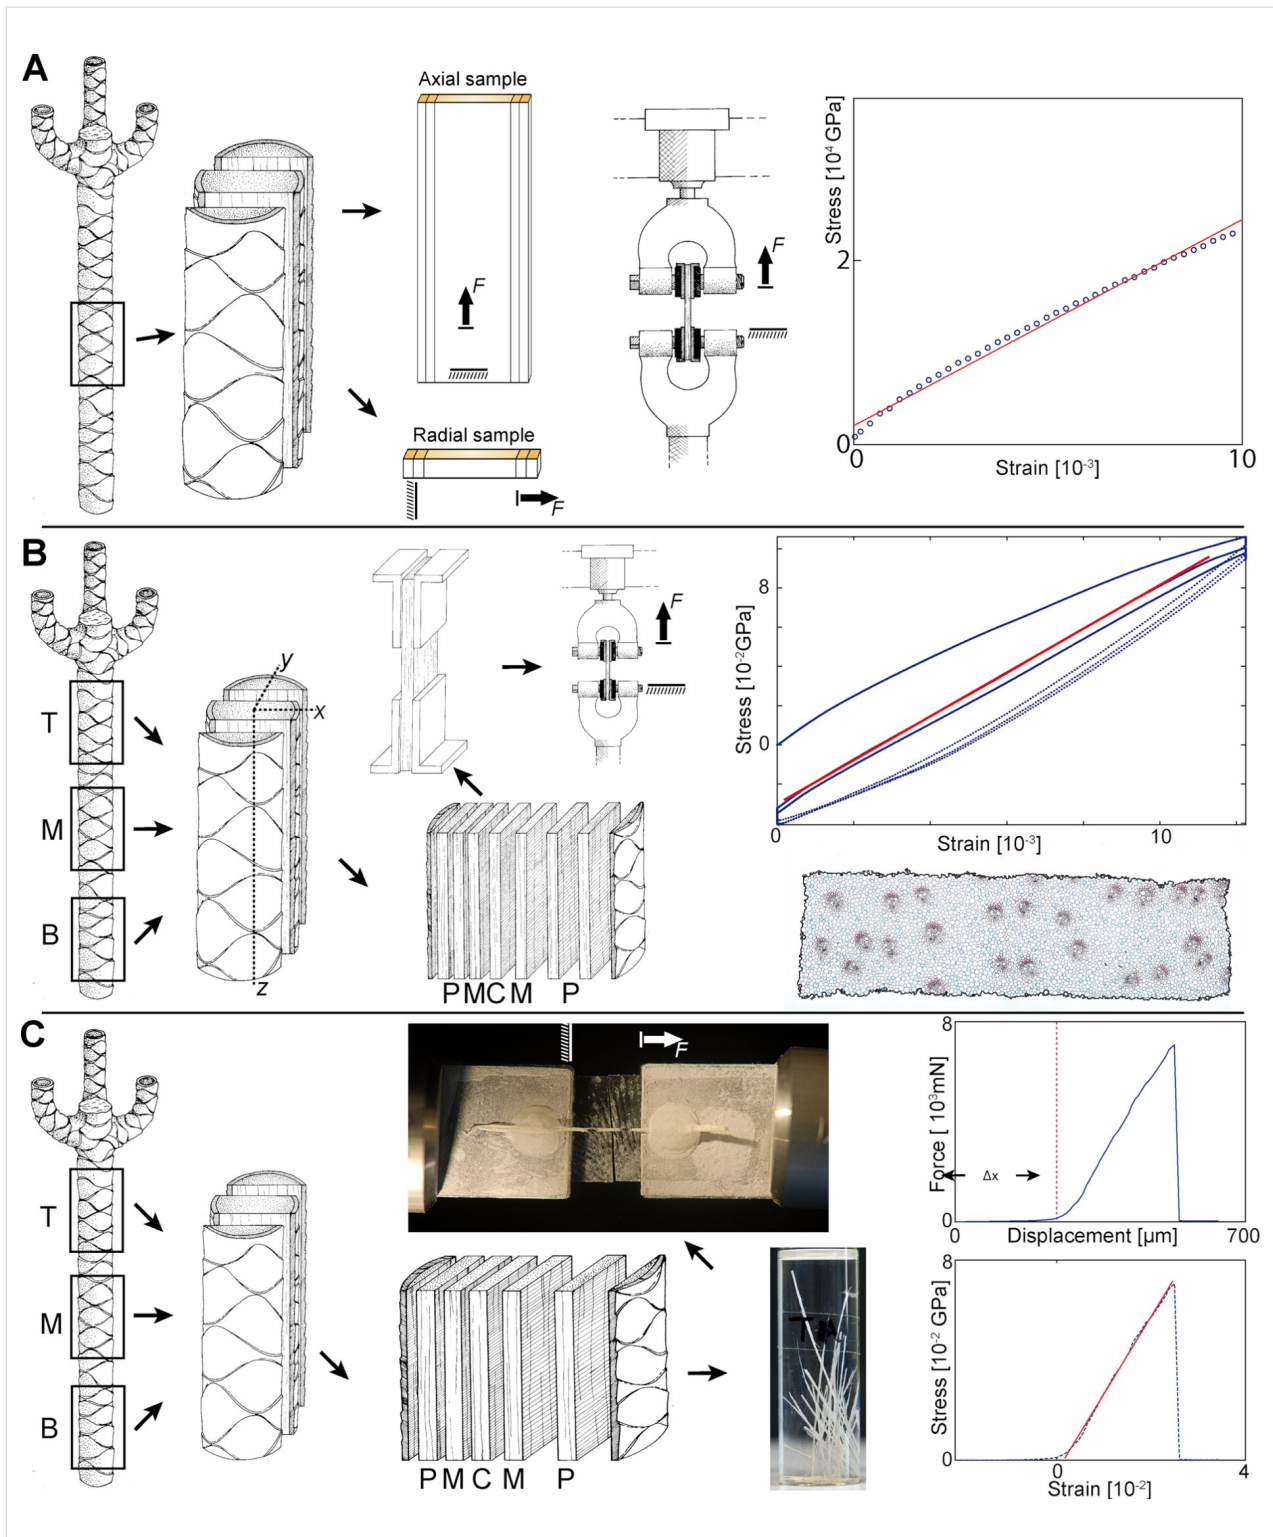 A
Axial sample
F
Radial sample
F
F
Stress [10⁴ GPa]
2
0
0
10
Strain [10⁻³]
B
T
M
B
y
x
z
F
PMCM P
Stress [10⁻²GPa]
8
0
0
10
Strain [10⁻³]
C
T
M
B
F
P M C M P
Force [10³mN]
8
0
Δx
0
700
Displacement [µm]
Stress [10⁻² GPa]
8
0
0
4
Strain [10⁻²]